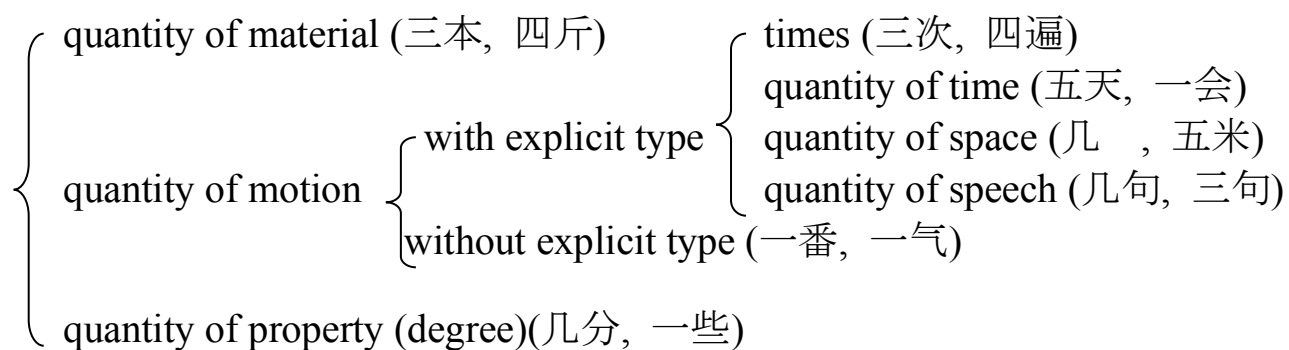 quantity of material (三本, 四斤)
times (三次, 四遍)
quantity of time (五天, 一会)
with explicit type
quantity of space (几 , 五米)
quantity of motion
quantity of speech (几句, 三句)
without explicit type (一番, 一气)
quantity of property (degree)(几分, 一些)